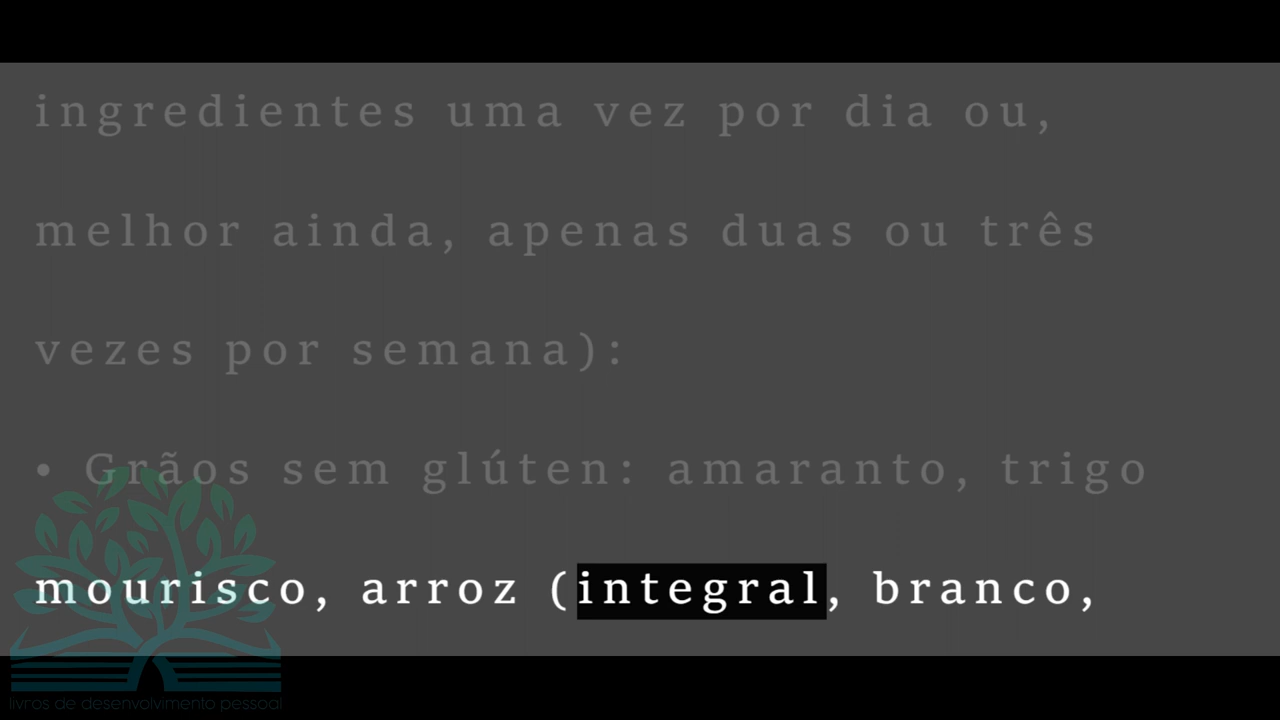 ingredientes uma vez por dia ou,
melhor ainda, apenas duas ou três
vezes por semana):
• Grãos sem glúten: amaranto, trigo
mourisco, arroz (integral, branco,
livros de desenvolvimento pessoal